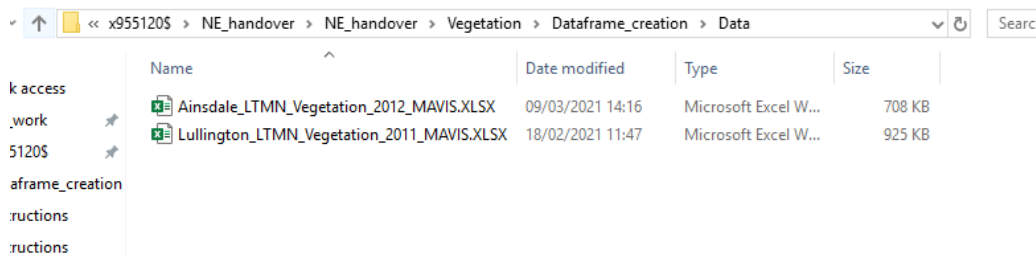 « x955120$ > NE_handover > NE_handover > Vegetation > Dataframe_creation > Data Searc
Name Date modified Type Size
k access
Ainsdale_LTMN_Vegetation_2012_MAVIS.XLSX 09/03/2021 14:16 Microsoft Excel W... 708 KB
_work
Lullington_LTMN_Vegetation_2011_MAVIS.XLSX 18/02/2021 11:47 Microsoft Excel W... 925 KB
5120$
aframe_creation
tructions
tructions